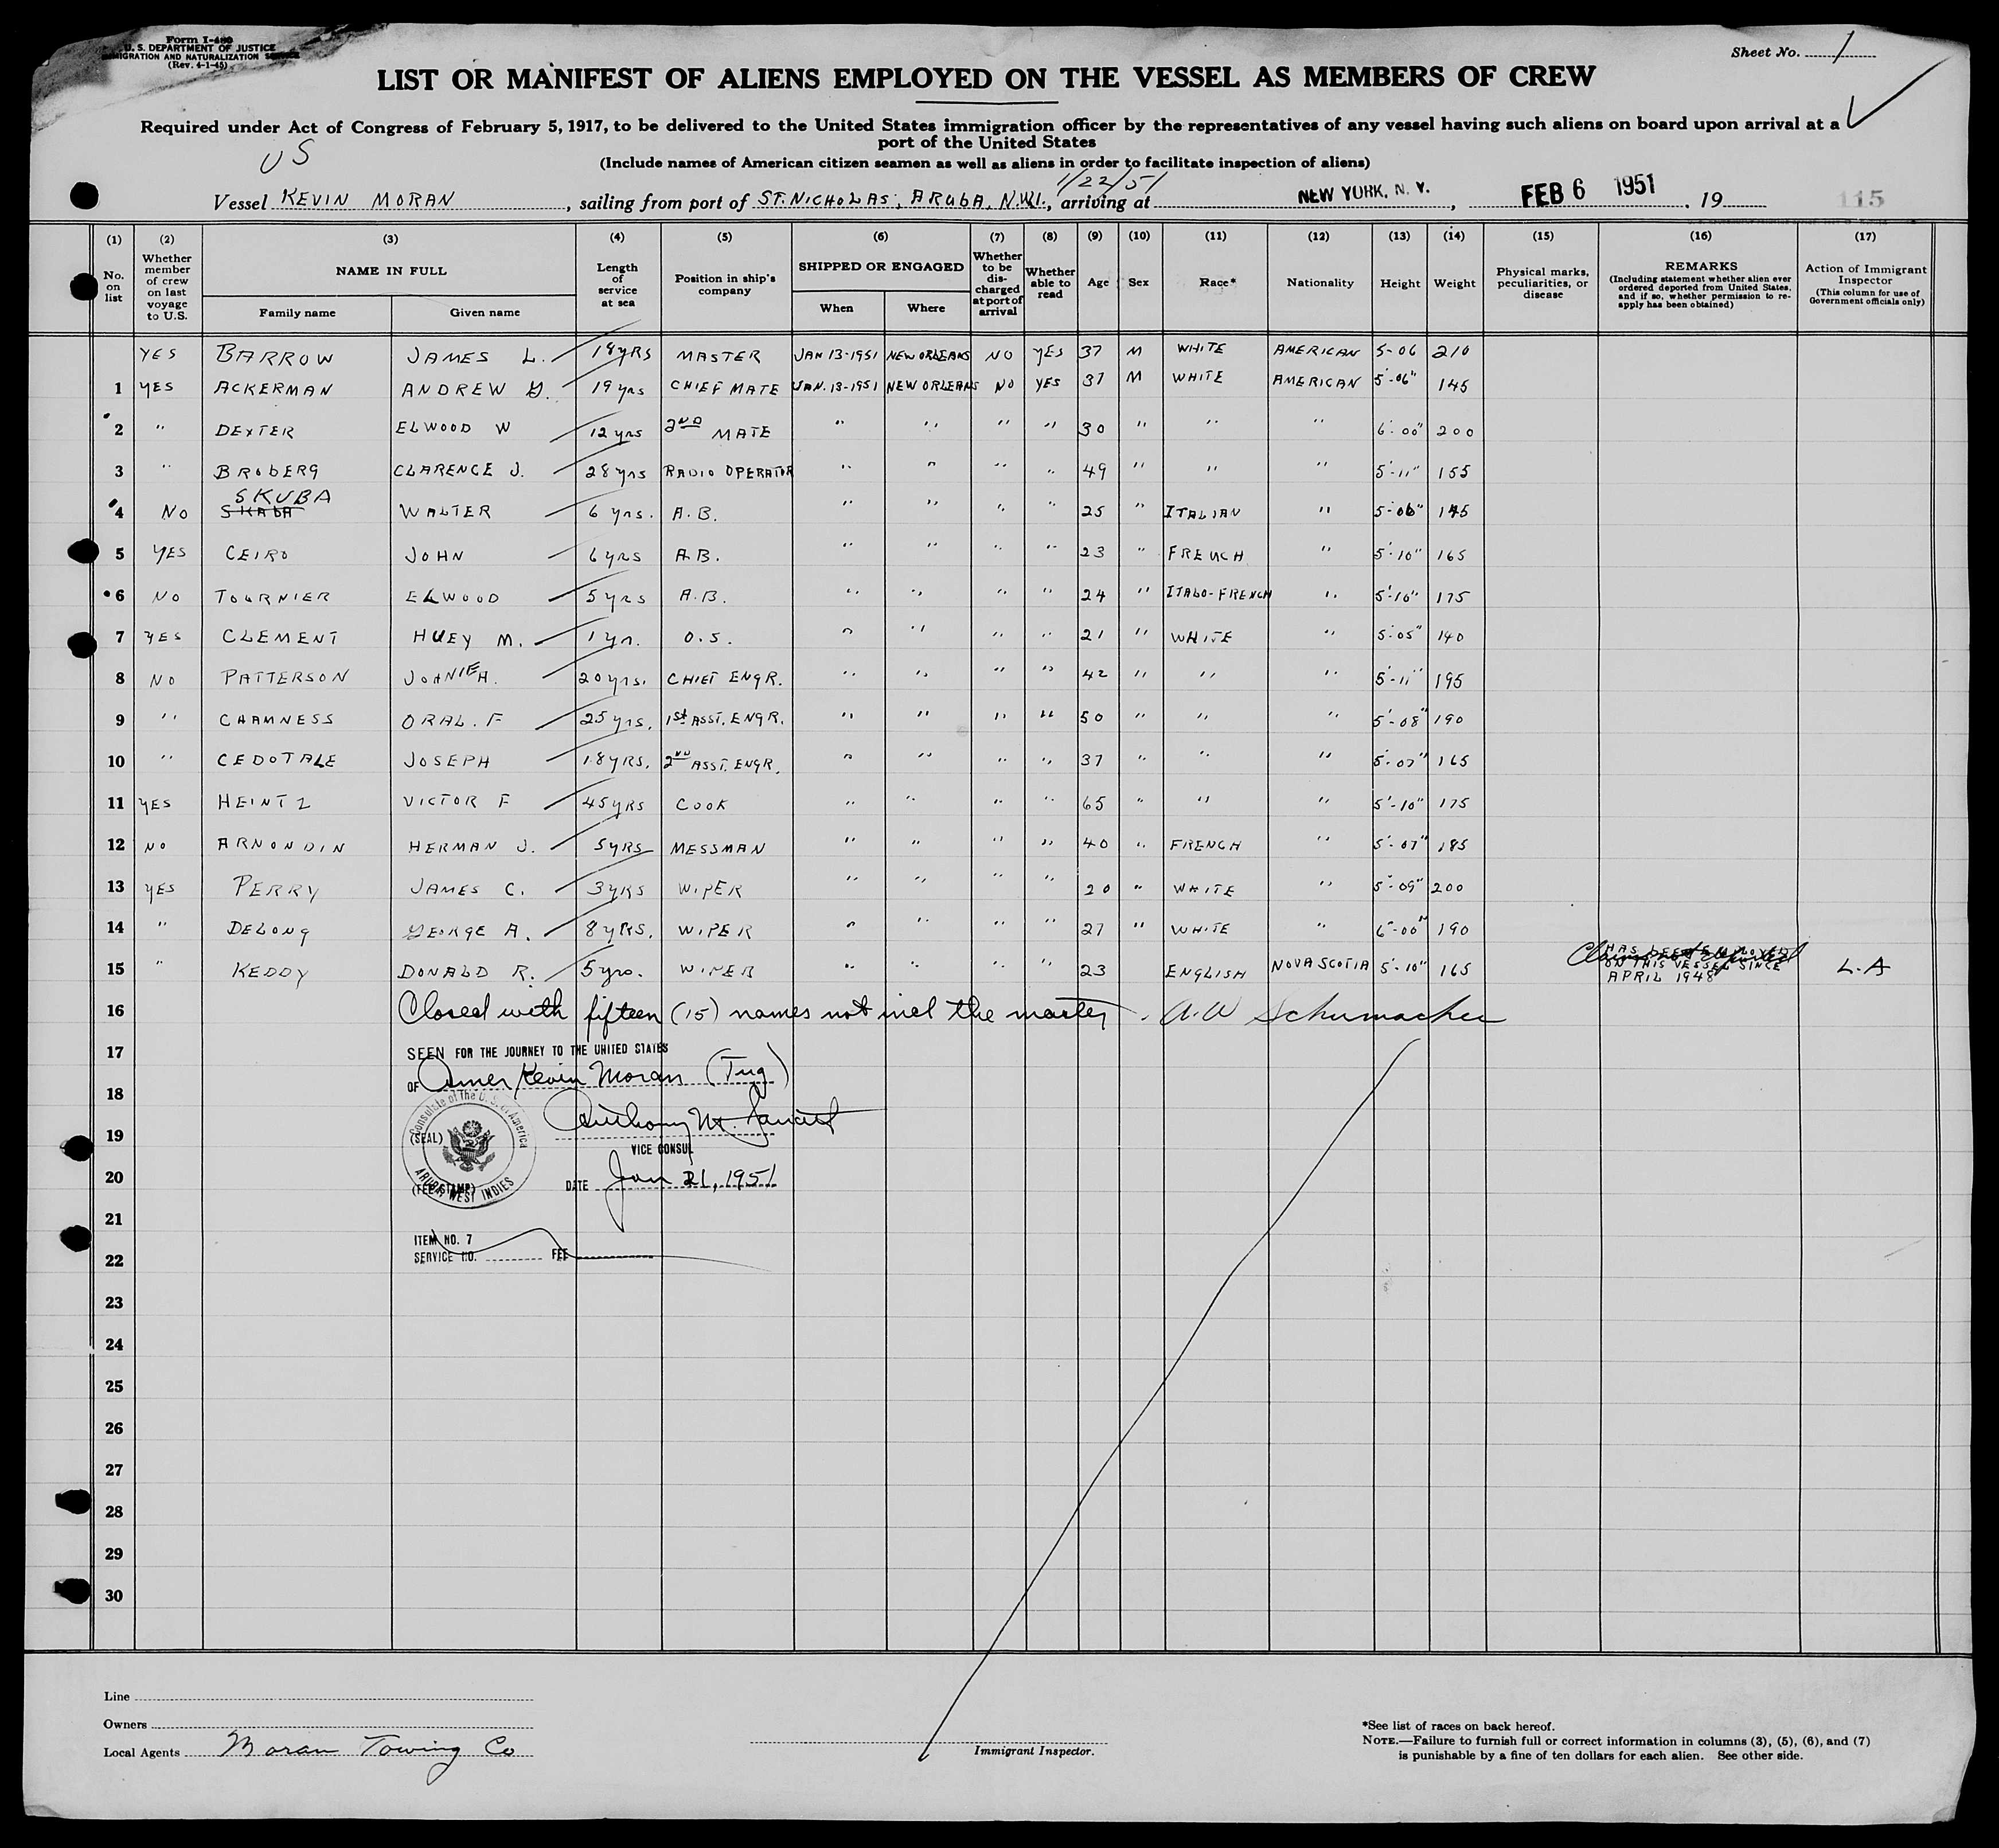 Form I-480
U. S. DEPARTMENT OF JUSTICE
IMMIGRATION AND NATURALIZATION SERVICE
(Rev. 4-1-45)
Sheet No. 1
LIST OR MANIFEST OF ALIENS EMPLOYED ON THE VESSEL AS MEMBERS OF CREW
Required under Act of Congress of February 5, 1917, to be delivered to the United States immigration officer by the representatives of any vessel having such aliens on board upon arrival at a
port of the United States
US
(Include names of American citizen seamen as well as aliens in order to facilitate inspection of aliens)
1/22/51
Vessel KEVIN MORAN, sailing from port of ST. NICHOLAS, ARUBA, N.W.I., arriving at NEW YORK, N. Y., FEB 6 1951, 19 115
(1) (2) (3) (4) (5) (6) (7) (8) (9) (10) (11) (12) (13) (14) (15) (16) (17)
No. on list
Whether member of crew on last voyage to U.S.
NAME IN FULL
Family name
Given name
Length of service at sea
Position in ship's company
SHIPPED OR ENGAGED
When
Where
Whether to be discharged at port of arrival
Whether able to read
Age
Sex
Race*
Nationality
Height
Weight
Physical marks, peculiarities, or disease
REMARKS
(Including statement whether alien ever ordered deported from United States, and if so, whether permission to reapply has been obtained)
Action of Immigrant Inspector
(This column for use of Government officials only)
YES BARROW JAMES L. 18 YRS MASTER JAN 13-1951 NEW ORLEANS NO YES 37 M WHITE AMERICAN 5-06 210
1 YES ACKERMAN ANDREW G. 19 yrs CHIEF MATE JAN. 13-1951 NEW ORLEANS NO YES 37 M WHITE AMERICAN 5'-06" 145
2 " DEXTER ELWOOD W 12 yrs 2ND MATE " " " " 30 " " " 6'-00" 200
3 " BROBERG CLARENCE J. 28 yrs RADIO OPERATOR " " " " 49 " " " 5'-11" 155
SKUBA
4 NO SKABA WALTER 6 yrs. A.B. " " " " 25 " ITALIAN " 5'-06" 145
5 YES CEIRO JOHN 6 yrs A.B. " " " " 23 " FRENCH " 5'-10" 165
6 NO TOURNIER ELWOOD 5 yrs A.B. " " " " 24 " ITALO-FRENCH " 5'-10" 175
7 YES CLEMENT HUEY M. 1 yr. O.S. " " " " 21 " WHITE " 5'-05" 140
8 NO PATTERSON JOHNIE H. 20 yrs. CHIEF ENGR. " " " " 42 " " " 5'-11" 195
9 " CHAMNESS ORAL. F 25 yrs. 1st ASST. ENGR. " " " " 50 " " " 5'-08" 190
10 " CEDOTALE JOSEPH 18 YRS. 2ND ASST. ENGR. " " " " 37 " " " 5'-07" 165
11 YES HEINTZ VICTOR F 45 YRS COOK " " " " 65 " " " 5'-10" 175
12 NO ARNONDIN HERMAN J. 5 YRS MESSMAN " " " " 40 " FRENCH " 5'-07" 185
13 YES PERRY JAMES C. 3 YRS WIPER " " " " 20 " WHITE " 5'-09" 200
14 " DELONG GEORGE A. 8 YRS. WIPER " " " " 27 " WHITE " 6'-00" 190
15 " KEDDY DONALD R. 5 yrs. WIPER " " " " 23 " ENGLISH NOVA SCOTIA 5'-10" 165 HAS BEEN EMPLOYED
ON THIS VESSEL SINCE
APRIL 1948
L.A
16 Closed with fifteen (15) names not incl the master. A.W Schumacher
17 SEEN FOR THE JOURNEY TO THE UNITED STATES
OF Amer Kevin Moran (Tug)
18
19 Anthony M.
VICE CONSUL
20 DATE Jan 21, 1951
Consulate of the U. S. of America
(SEAL)
(FEE STAMP)
ARUBA, WEST INDIES
21
ITEM NO. 7
22 SERVICE NO. FEE
23
24
25
26
27
28
29
30
Line
Owners
Local Agents Moran Towing Co
Immigrant Inspector.
*See list of races on back hereof.
NOTE.—Failure to furnish full or correct information in columns (3), (5), (6), and (7)
is punishable by a fine of ten dollars for each alien. See other side.